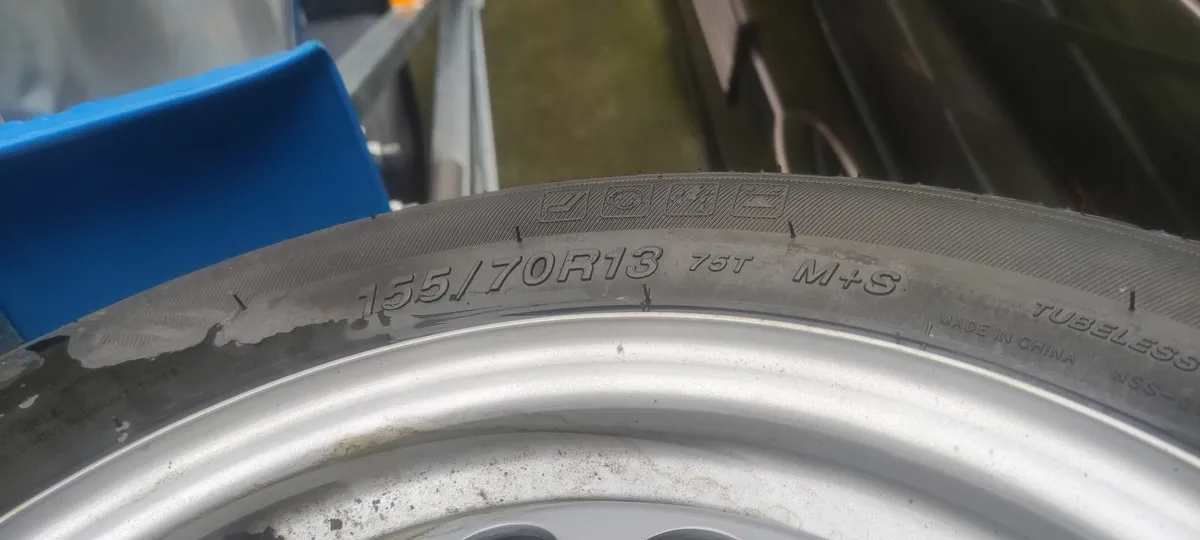 155/70R13 75T M+S
TUBELESS
MADE IN CHINA